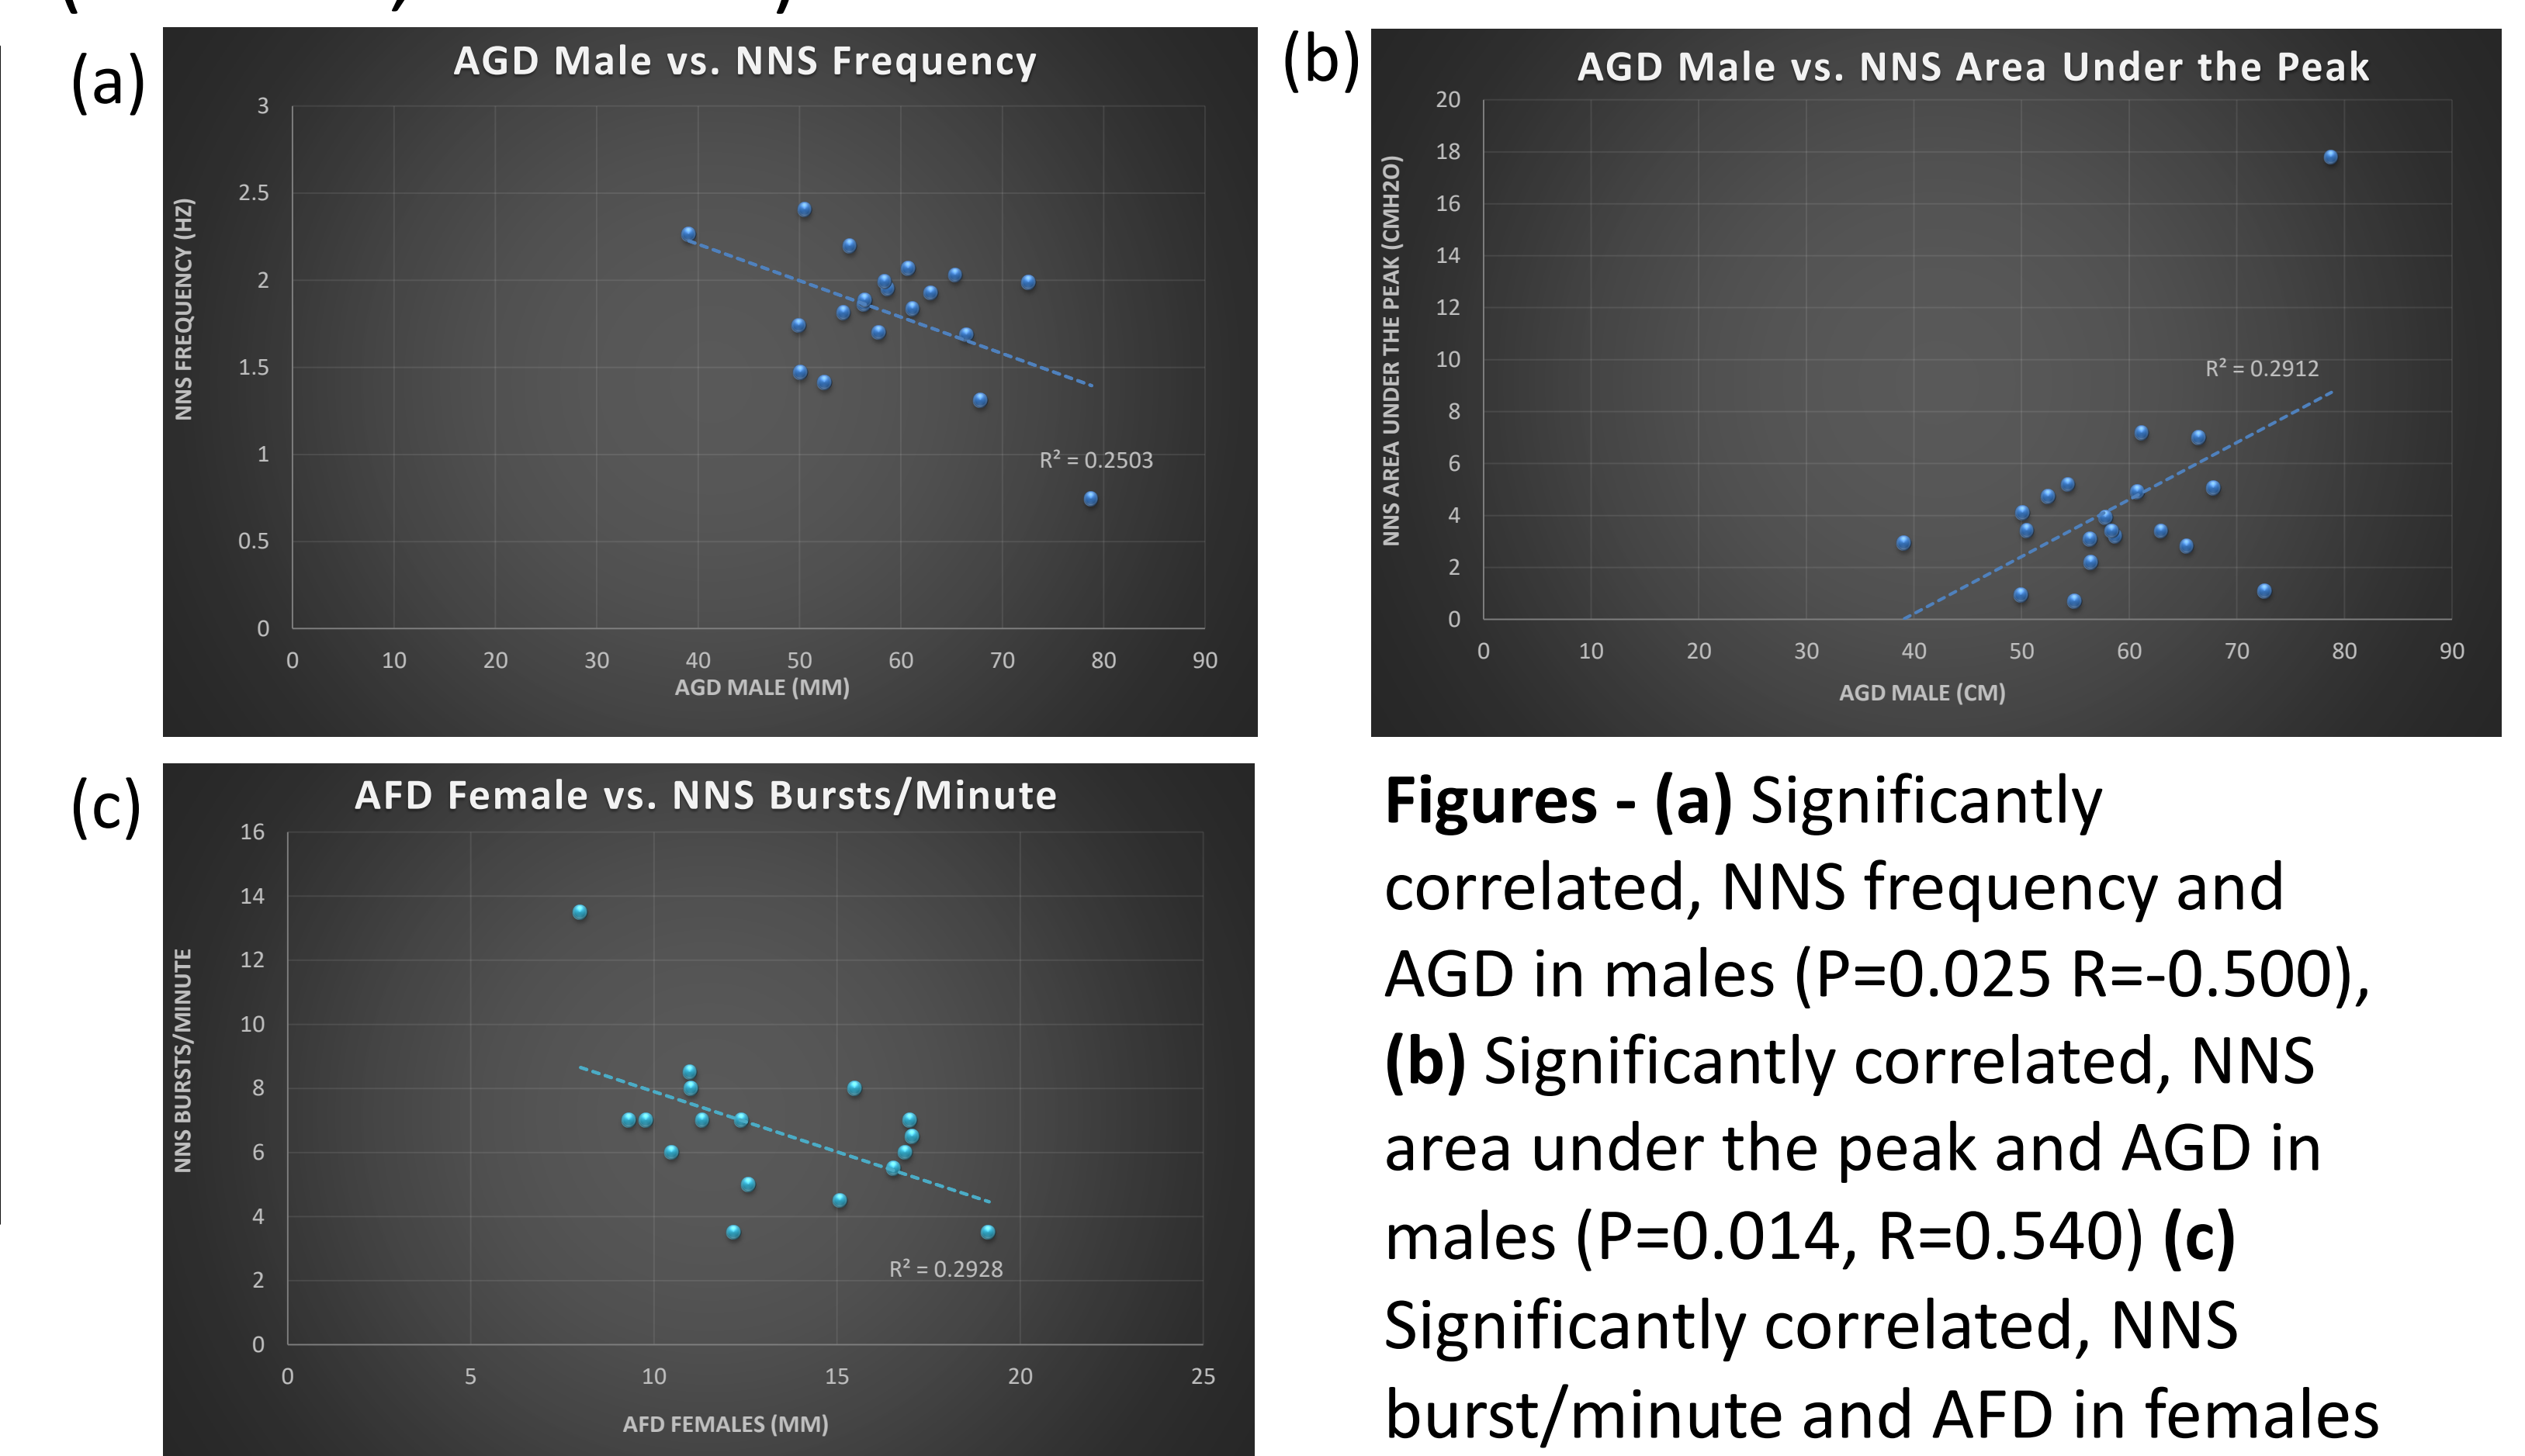 (a)
AGD Male vs. NNS Frequency
NNS FREQUENCY (HZ)
3
2.5
2
1.5
1
0.5
0
R² = 0.2503
0 10 20 30 40 50 60 70 80 90
AGD MALE (MM)
(b)
AGD Male vs. NNS Area Under the Peak
NNS AREA UNDER THE PEAK (CMH2O)
20
18
16
14
12
10
8
6
4
2
0
R² = 0.2912
0 10 20 30 40 50 60 70 80 90
AGD MALE (CM)
(c)
AFD Female vs. NNS Bursts/Minute
NNS BURSTS/MINUTE
16
14
12
10
8
6
4
2
0
R² = 0.2928
0 5 10 15 20 25
AFD FEMALES (MM)
Figures - (a) Significantly
correlated, NNS frequency and
AGD in males (P=0.025 R=-0.500),
(b) Significantly correlated, NNS
area under the peak and AGD in
males (P=0.014, R=0.540) (c)
Significantly correlated, NNS
burst/minute and AFD in females